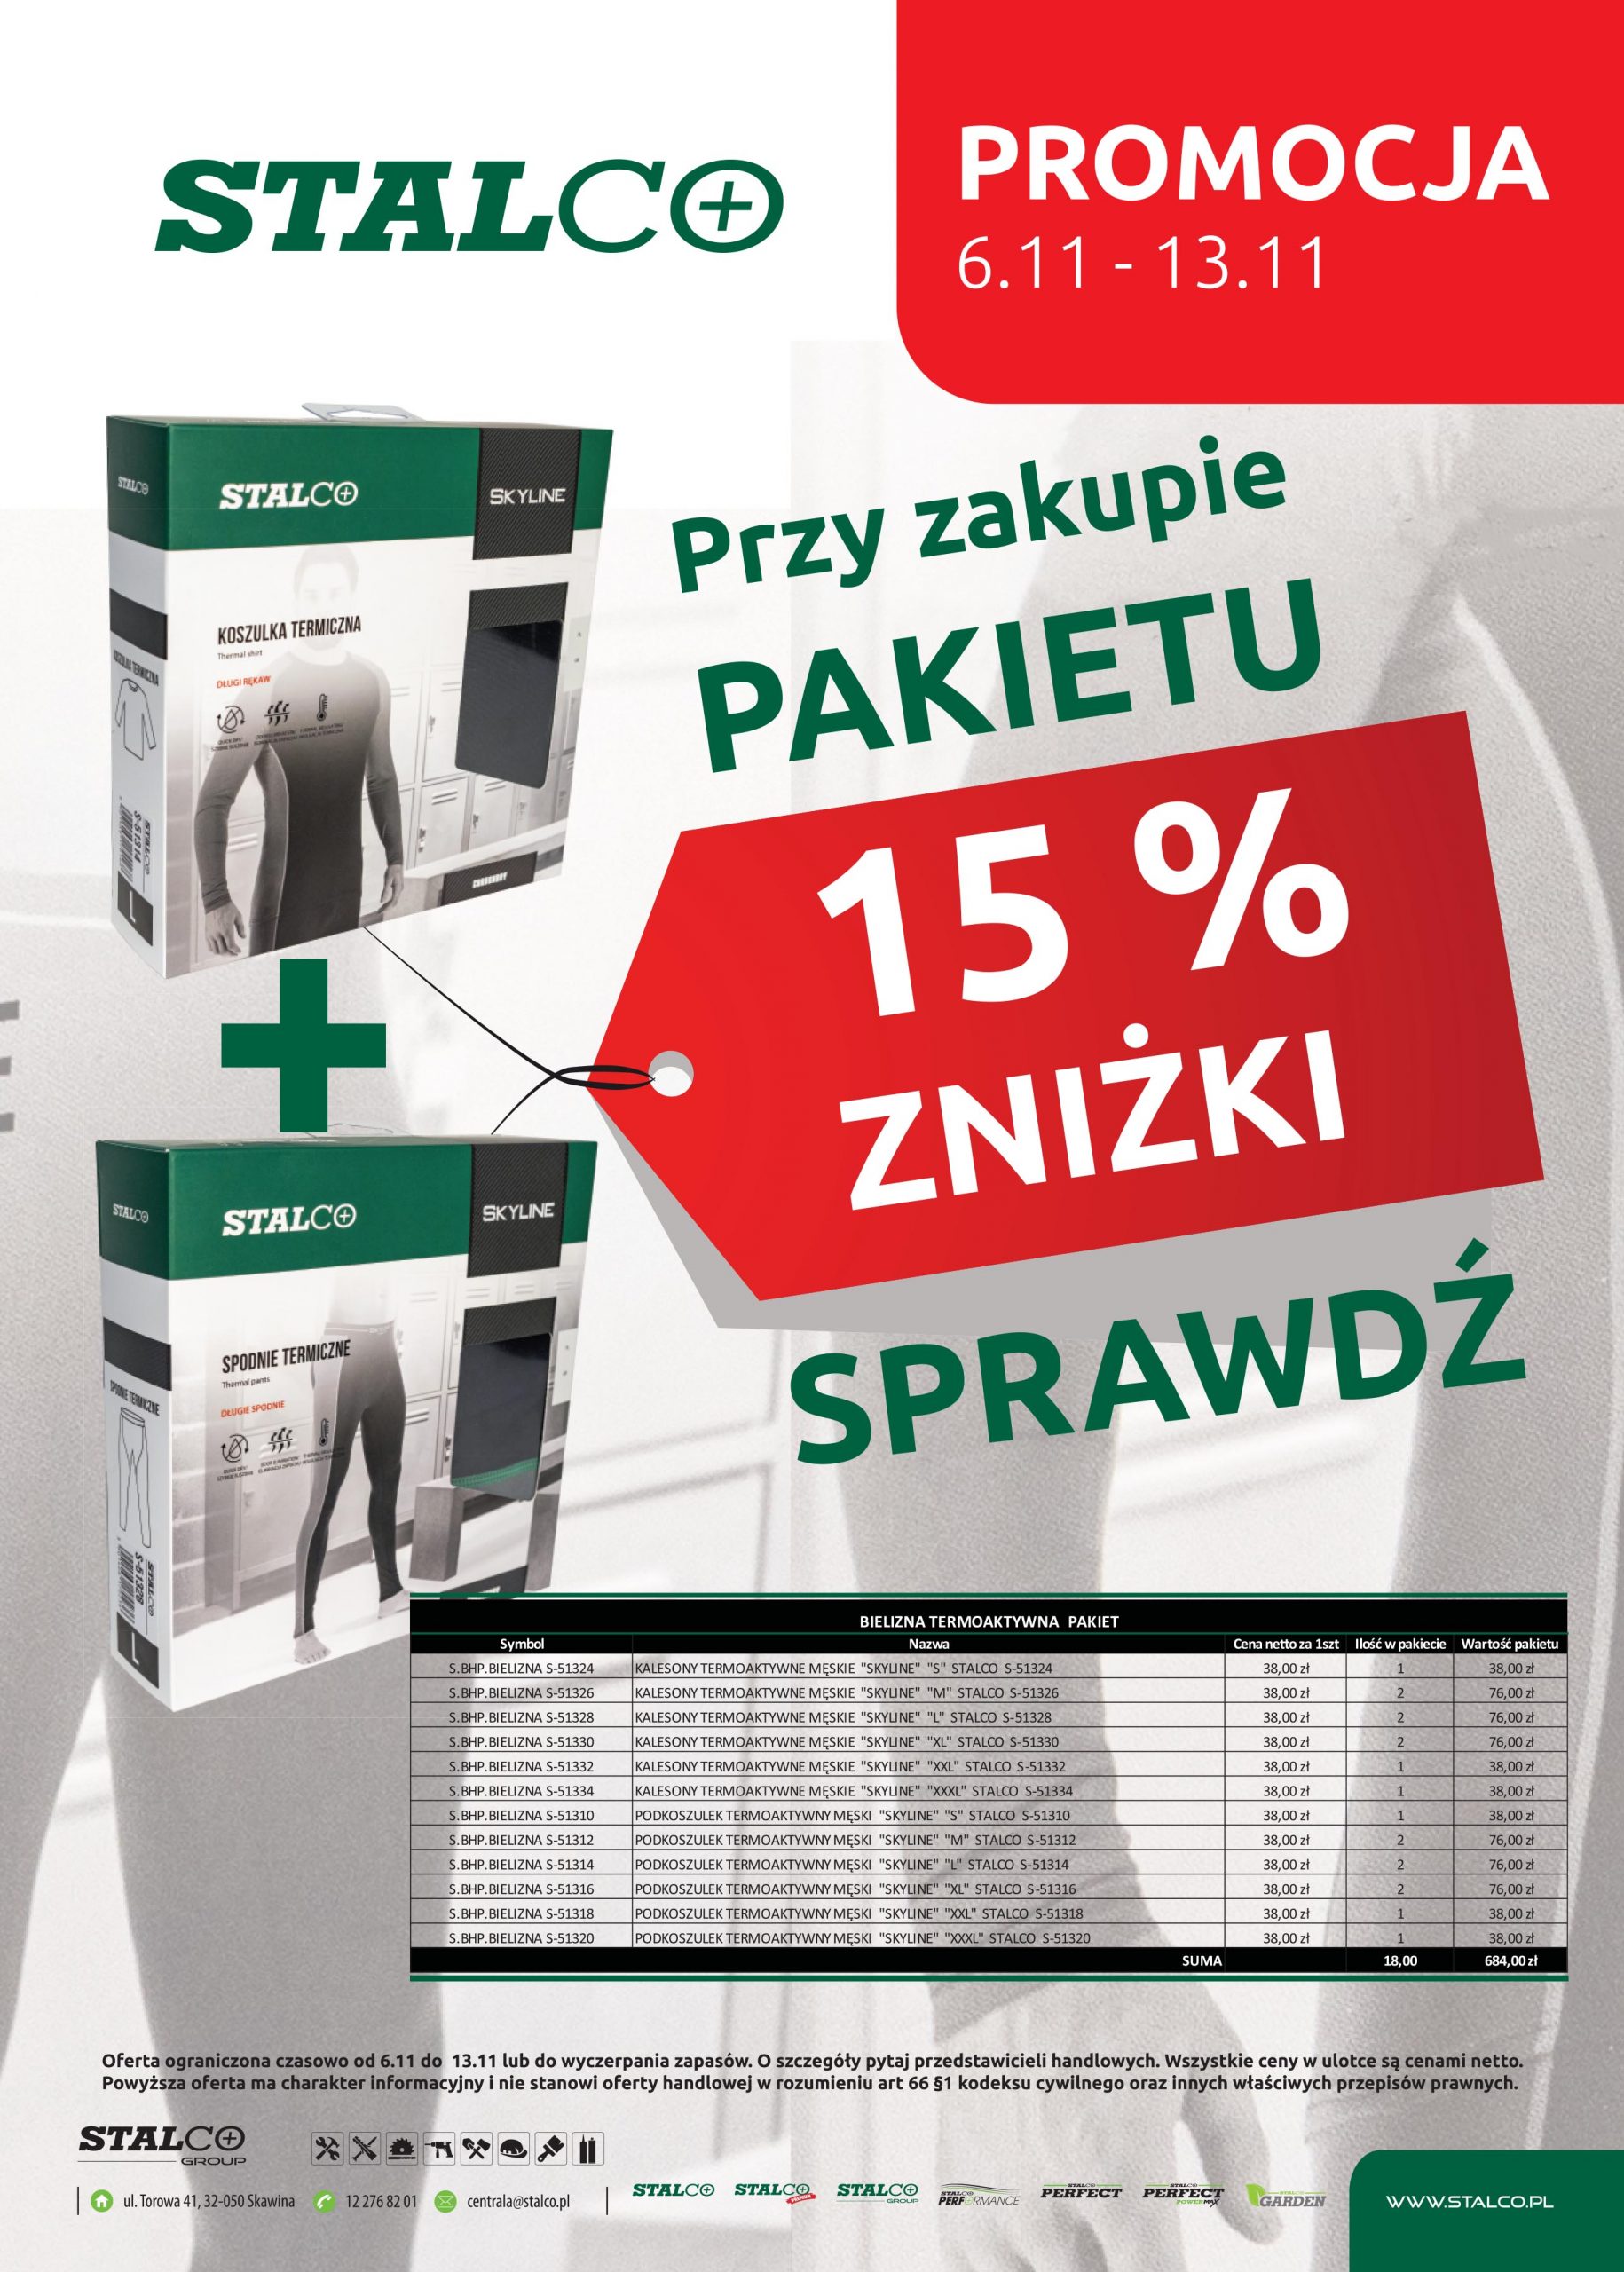 STALCO
PROMOCJA
6.11 - 13.11
Przy zakupie
PAKIETU
15 %
ZNIŻKI
SPRAWDŹ
STALCO
STALCO
SKYLINE
KOSZULKA TERMICZNA
Thermal shirt
DŁUGI RĘKAW
KOSZULKA TERMICZNA
STALCO
S-51314
L
STALCO
STALCO
SKYLINE
SPODNIE TERMICZNE
Thermal pants
DŁUGIE SPODNIE
SPODNIE TERMICZNE
STALCO
S-51328
L
BIELIZNA TERMOAKTYWNA PAKIET
Symbol Nazwa Cena netto za 1szt Ilość w pakiecie Wartość pakietu
S.BHP.BIELIZNA S-51324 KALESONY TERMOAKTYWNE MĘSKIE "SKYLINE" "S" STALCO S-51324 38,00 zł 1 38,00 zł
S.BHP.BIELIZNA S-51326 KALESONY TERMOAKTYWNE MĘSKIE "SKYLINE" "M" STALCO S-51326 38,00 zł 2 76,00 zł
S.BHP.BIELIZNA S-51328 KALESONY TERMOAKTYWNE MĘSKIE "SKYLINE" "L" STALCO S-51328 38,00 zł 2 76,00 zł
S.BHP.BIELIZNA S-51330 KALESONY TERMOAKTYWNE MĘSKIE "SKYLINE" "XL" STALCO S-51330 38,00 zł 2 76,00 zł
S.BHP.BIELIZNA S-51332 KALESONY TERMOAKTYWNE MĘSKIE "SKYLINE" "XXL" STALCO S-51332 38,00 zł 1 38,00 zł
S.BHP.BIELIZNA S-51334 KALESONY TERMOAKTYWNE MĘSKIE "SKYLINE" "XXXL" STALCO S-51334 38,00 zł 1 38,00 zł
S.BHP.BIELIZNA S-51310 PODKOSZULEK TERMOAKTYWNY MĘSKI "SKYLINE" "S" STALCO S-51310 38,00 zł 1 38,00 zł
S.BHP.BIELIZNA S-51312 PODKOSZULEK TERMOAKTYWNY MĘSKI "SKYLINE" "M" STALCO S-51312 38,00 zł 2 76,00 zł
S.BHP.BIELIZNA S-51314 PODKOSZULEK TERMOAKTYWNY MĘSKI "SKYLINE" "L" STALCO S-51314 38,00 zł 2 76,00 zł
S.BHP.BIELIZNA S-51316 PODKOSZULEK TERMOAKTYWNY MĘSKI "SKYLINE" "XL" STALCO S-51316 38,00 zł 2 76,00 zł
S.BHP.BIELIZNA S-51318 PODKOSZULEK TERMOAKTYWNY MĘSKI "SKYLINE" "XXL" STALCO S-51318 38,00 zł 1 38,00 zł
S.BHP.BIELIZNA S-51320 PODKOSZULEK TERMOAKTYWNY MĘSKI "SKYLINE" "XXXL" STALCO S-51320 38,00 zł 1 38,00 zł
SUMA 18,00 684,00 zł
Oferta ograniczona czasowo od 6.11 do 13.11 lub do wyczerpania zapasów. O szczegóły pytaj przedstawicieli handlowych. Wszystkie ceny w ulotce są cenami netto.
Powyższa oferta ma charakter informacyjny i nie stanowi oferty handlowej w rozumieniu art 66 §1 kodeksu cywilnego oraz innych właściwych przepisów prawnych.
STALCO
GROUP
ul. Torowa 41, 32-050 Skawina 12 276 82 01 centrala@stalco.pl
STALCO STALCO STALCO GROUP STALCO PERFORMANCE STALCO PERFECT STALCO PERFECT POWERMAX STALCO GARDEN
WWW.STALCO.PL